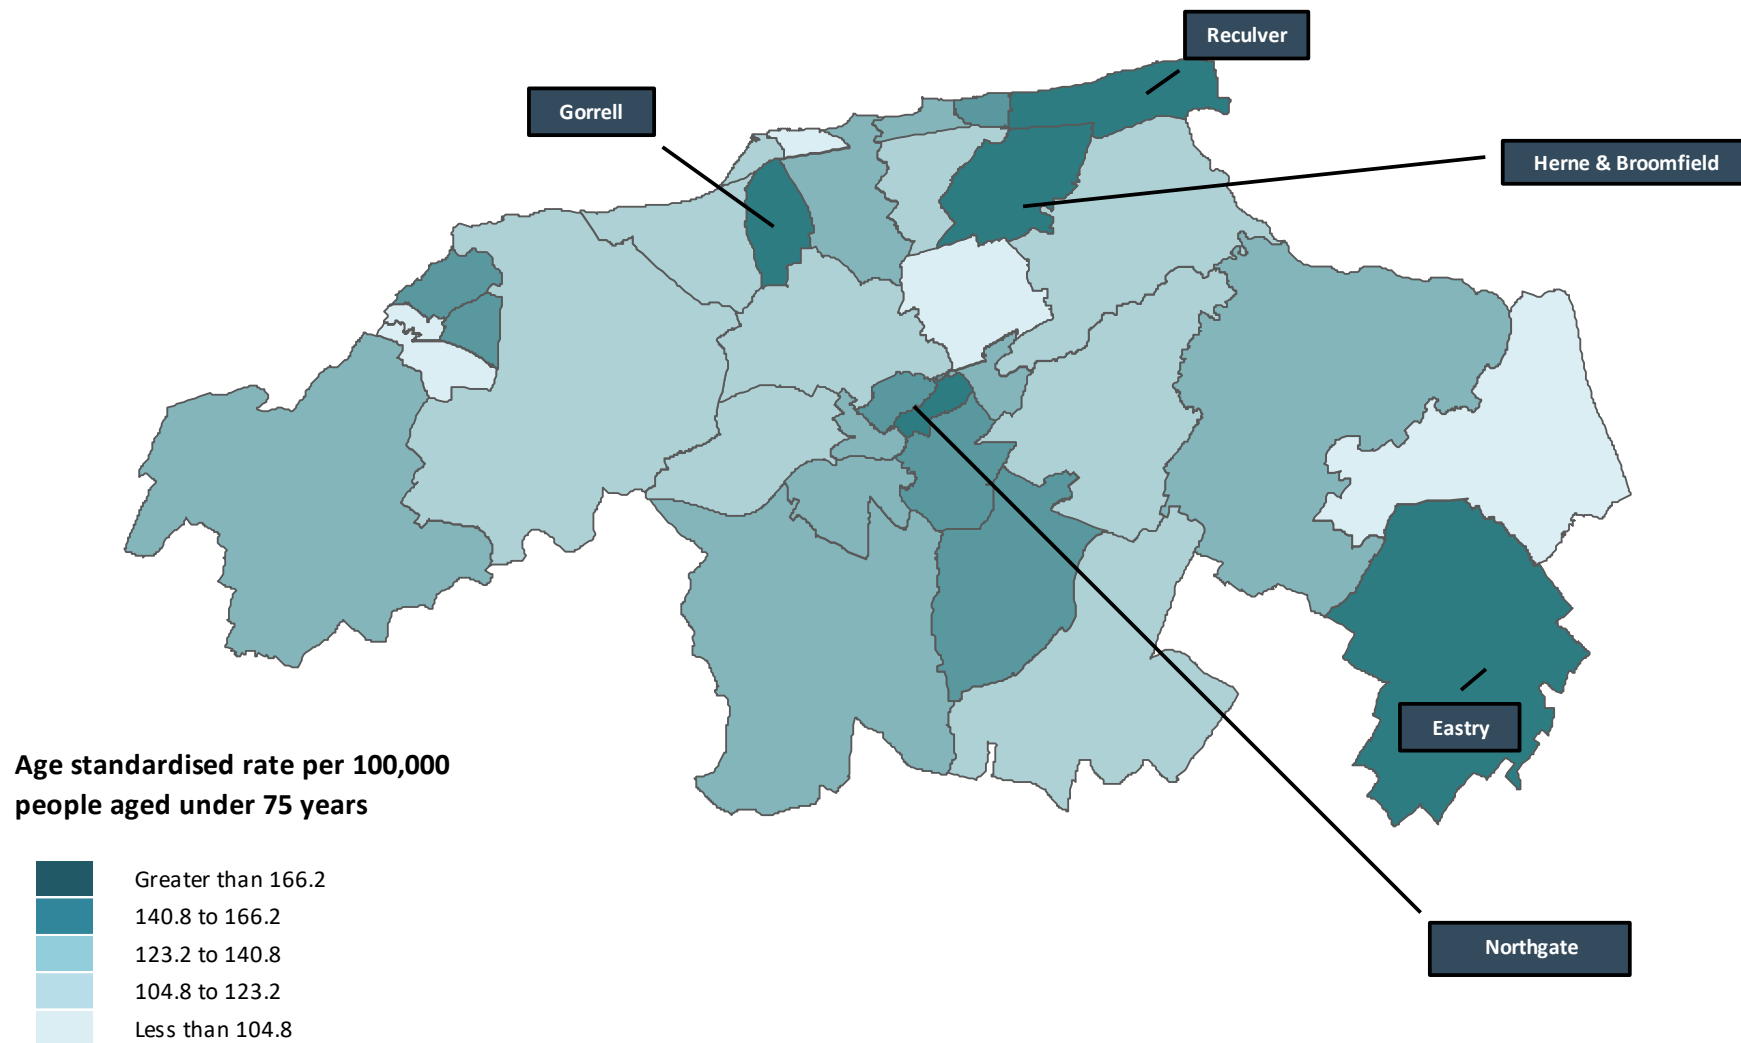 Reculver
Gorrell
Herne & Broomfield
Eastry
Age standardised rate per 100,000
people aged under 75 years
Greater than 166.2
140.8 to 166.2
123.2 to 140.8
104.8 to 123.2
Less than 104.8
Northgate